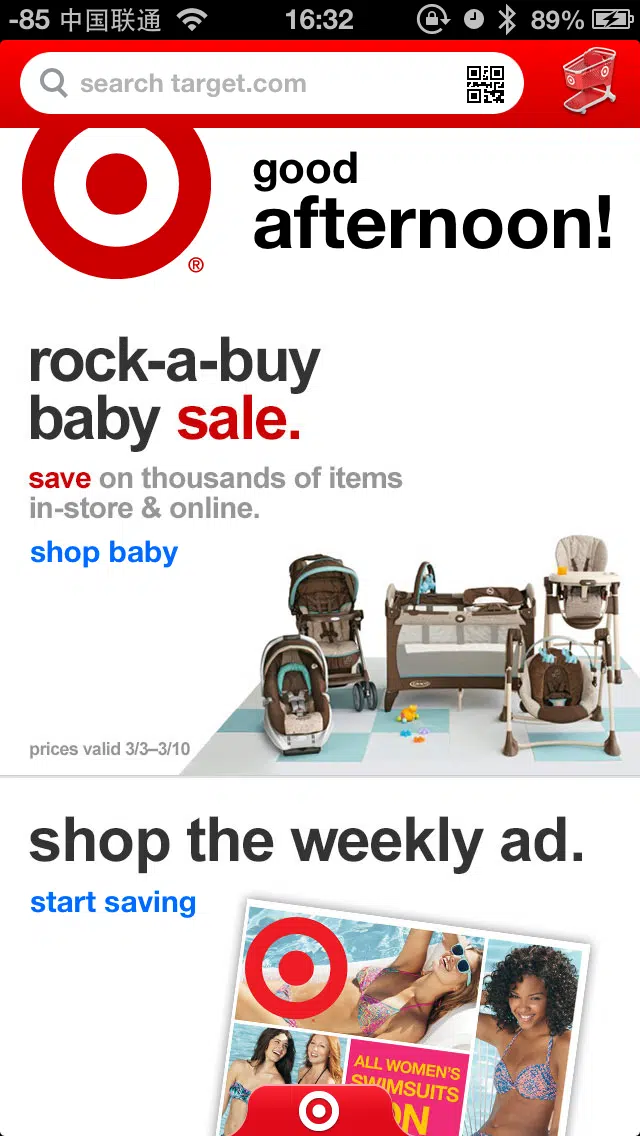 -85 中国联通 16:32 89%
search target.com
good
afternoon!
®
rock-a-buy
baby sale.
save on thousands of items
in-store & online.
shop baby
prices valid 3/3–3/10
shop the weekly ad.
start saving
ALL WOMEN'S
SWIMSUITS
ON